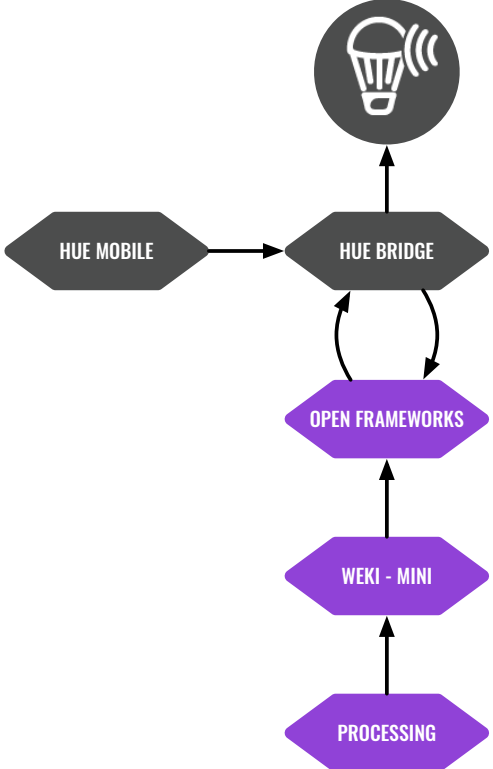 HUE MOBILE
HUE BRIDGE
OPEN FRAMEWORKS
WEKI - MINI
PROCESSING